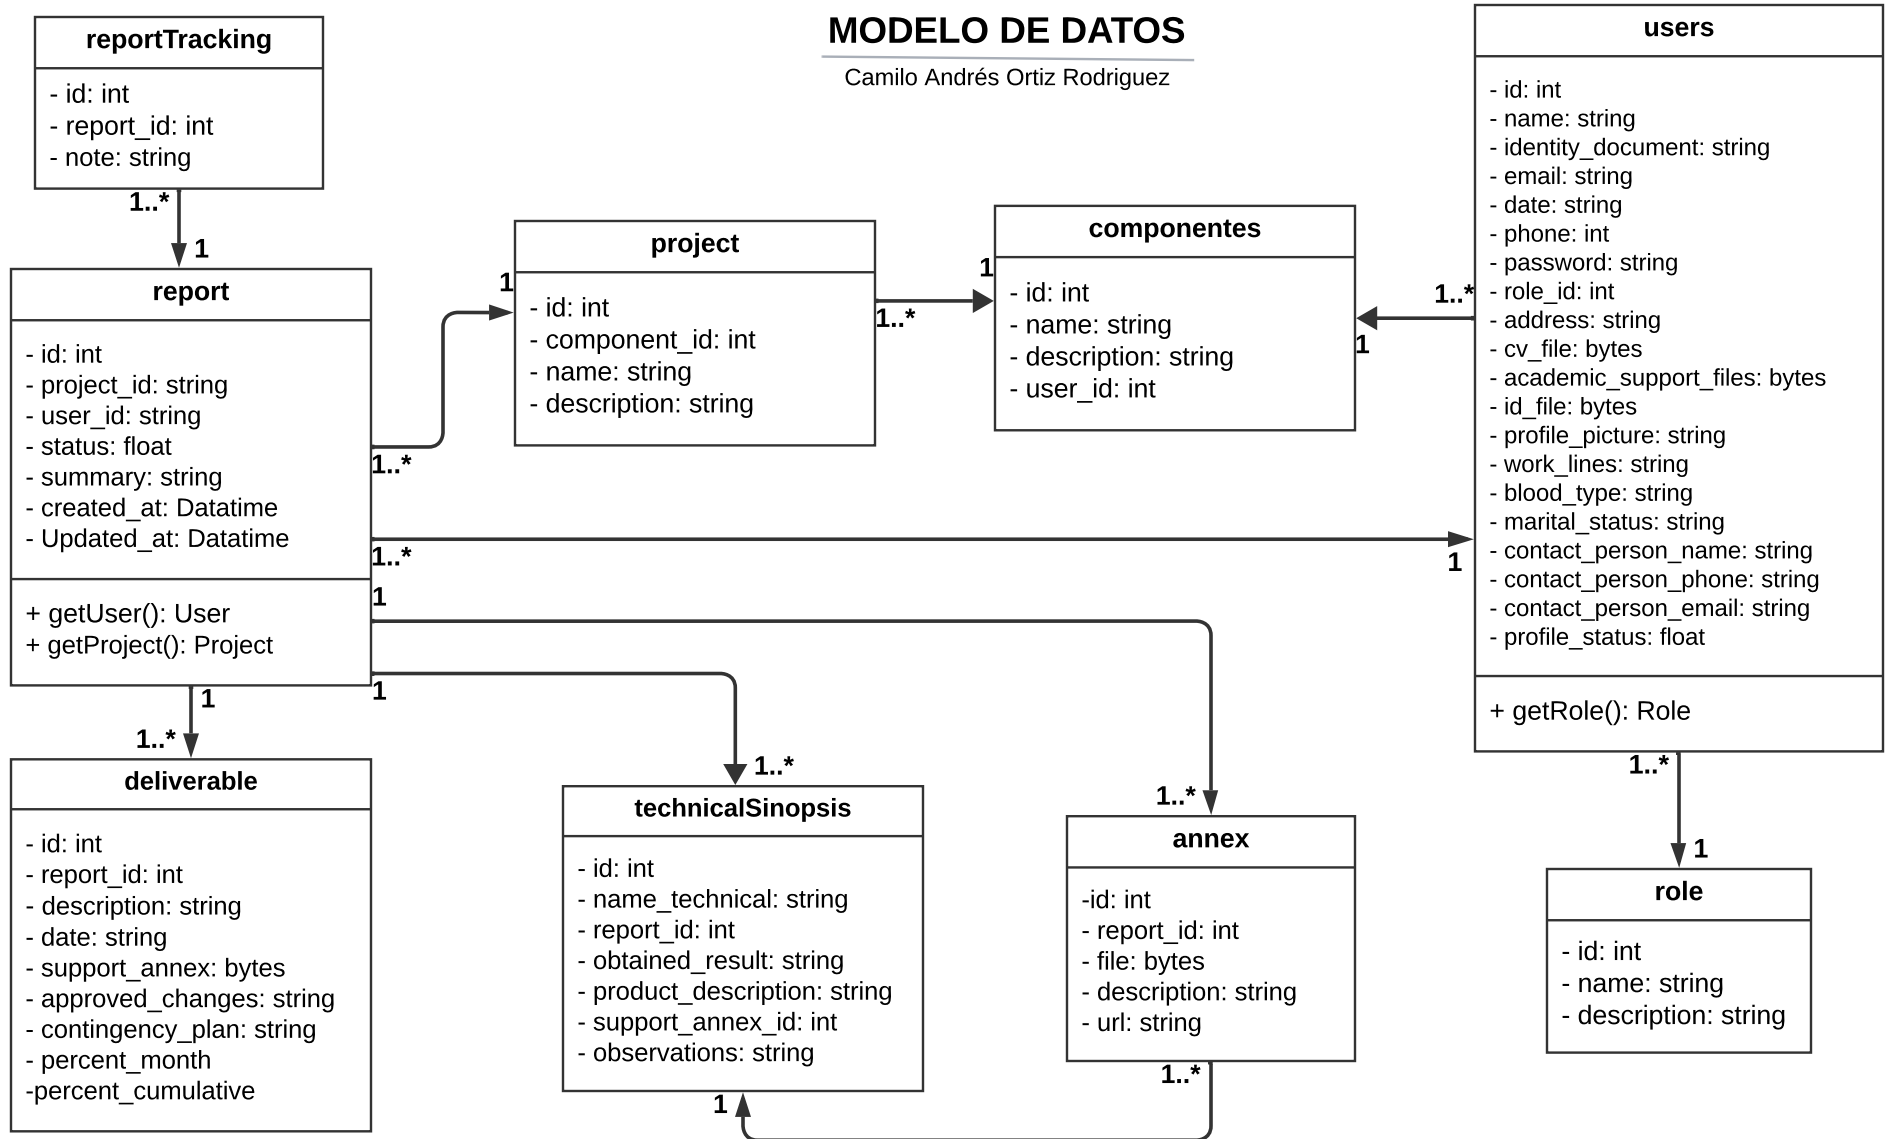 MODELO DE DATOS
Camilo Andrés Ortiz Rodriguez
reportTracking
- id: int
- report_id: int
- note: string
1..*
1
report
- id: int
- project_id: string
- user_id: string
- status: float
- summary: string
- created_at: Datatime
- Updated_at: Datatime
+ getUser(): User
+ getProject(): Project
1..*
1
1..*
1
1
1..*
1
1..*
1
1..*
project
- id: int
- component_id: int
- name: string
- description: string
1..*
1
componentes
- id: int
- name: string
- description: string
- user_id: int
1..*
1
users
- id: int
- name: string
- identity_document: string
- email: string
- date: string
- phone: int
- password: string
- role_id: int
- address: string
- cv_file: bytes
- academic_support_files: bytes
- id_file: bytes
- profile_picture: string
- work_lines: string
- blood_type: string
- marital_status: string
- contact_person_name: string
- contact_person_phone: string
- contact_person_email: string
- profile_status: float
+ getRole(): Role
1..*
1
deliverable
- id: int
- report_id: int
- description: string
- date: string
- support_annex: bytes
- approved_changes: string
- contingency_plan: string
- percent_month
-percent_cumulative
technicalSinopsis
- id: int
- name_technical: string
- report_id: int
- obtained_result: string
- product_description: string
- support_annex_id: int
- observations: string
1
annex
-id: int
- report_id: int
- file: bytes
- description: string
- url: string
1..*
role
- id: int
- name: string
- description: string